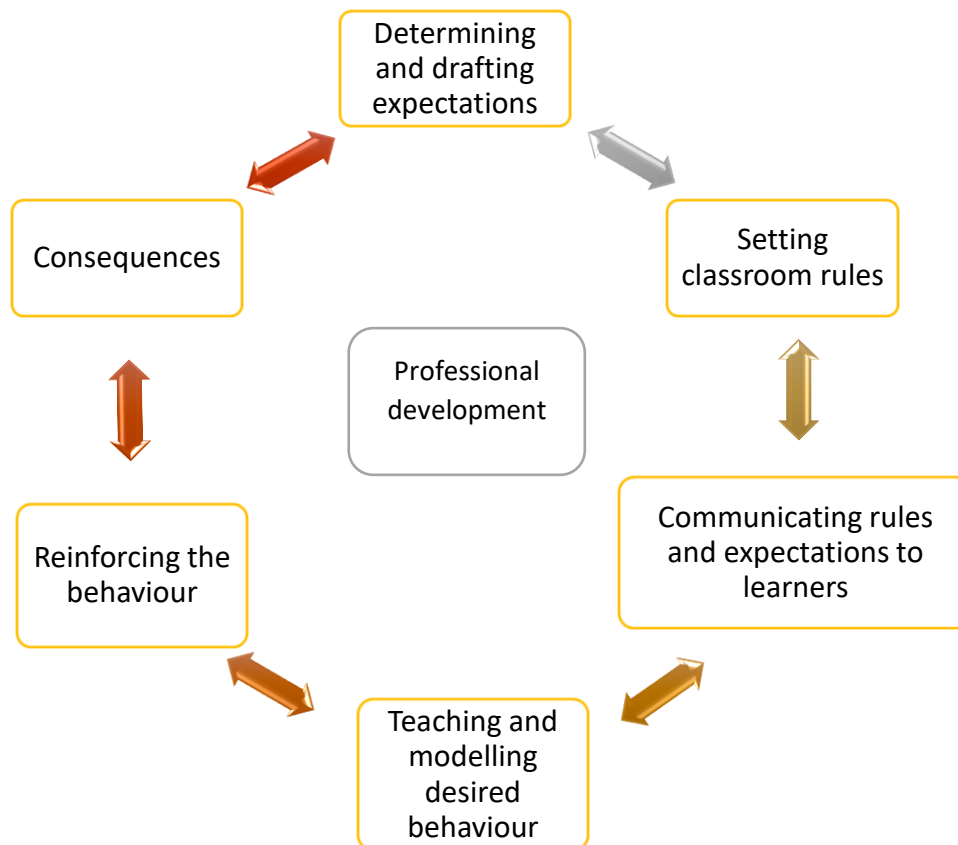 Determining
and drafting
expectations
Setting
classroom rules
Communicating rules
and expectations to
learners
Teaching and
modelling
desired
behaviour
Reinforcing the
behaviour
Consequences
Professional
development